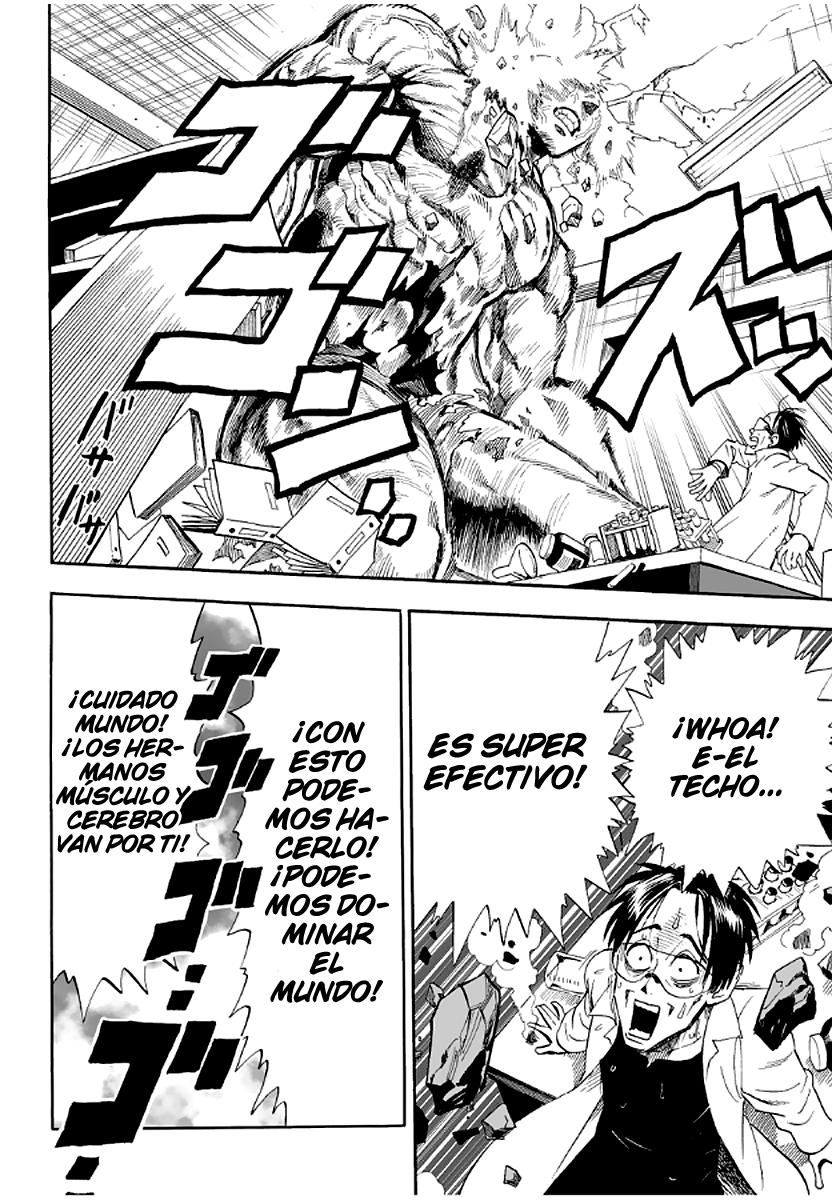 ゴ
ゴン
ズッ
バサバサ
¡WHOA!
E-EL
TECHO...
ES SUPER
EFECTIVO!
¡CON
ESTO
PODE-
MOS HA-
CERLO!
¡PODE-
MOS DO-
MINAR
EL
MUNDO!
¡CUIDADO
MUNDO!
¡LOS HER-
MANOS
MÚSCULO Y
CEREBRO
VAN POR TI!
ゴゴゴゴ